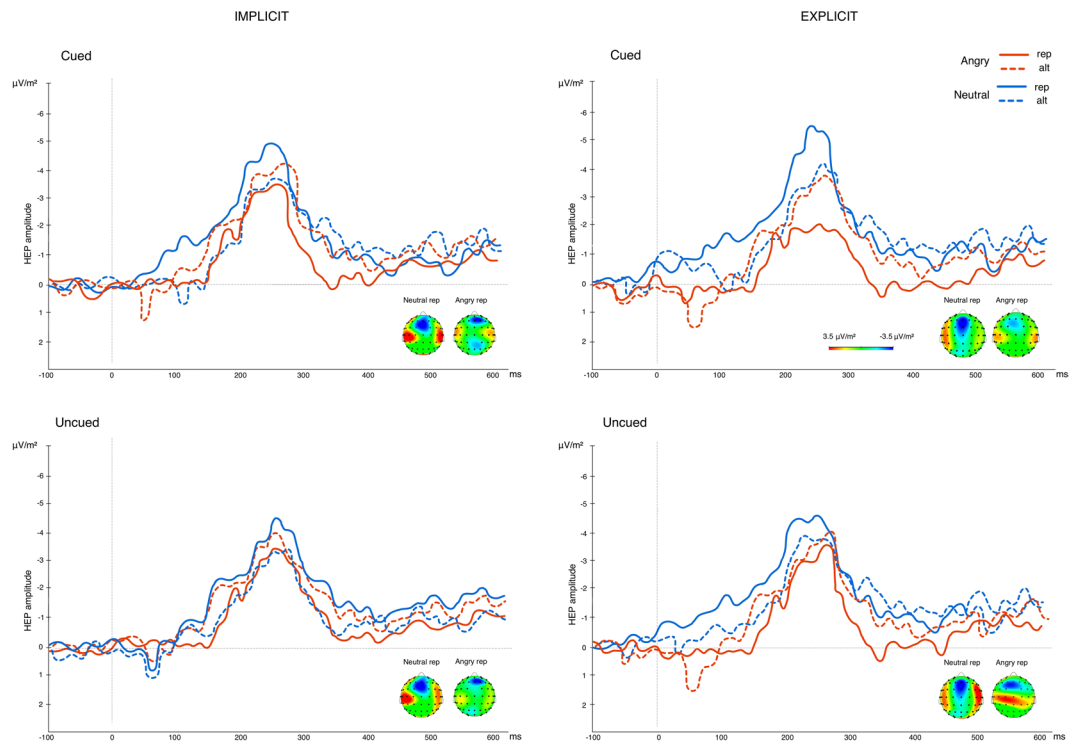 IMPLICIT
EXPLICIT
Cued
µV/m²
HEP amplitude
-6
-5
-4
-3
-2
-1
0
1
2
Neutral rep
Angry rep
-100
0
100
200
300
400
500
600
ms
Cued
Angry
rep
alt
Neutral
rep
alt
µV/m²
HEP amplitude
-6
-5
-4
-3
-2
-1
0
1
2
3.5 µV/m²
-3.5 µV/m²
Neutral rep
Angry rep
-100
0
100
200
300
400
500
600
ms
Uncued
µV/m²
HEP amplitude
-6
-5
-4
-3
-2
-1
0
1
2
Neutral rep
Angry rep
-100
0
100
200
300
400
500
600
ms
Uncued
µV/m²
HEP amplitude
-6
-5
-4
-3
-2
-1
0
1
2
Neutral rep
Angry rep
-100
0
100
200
300
400
500
600
ms